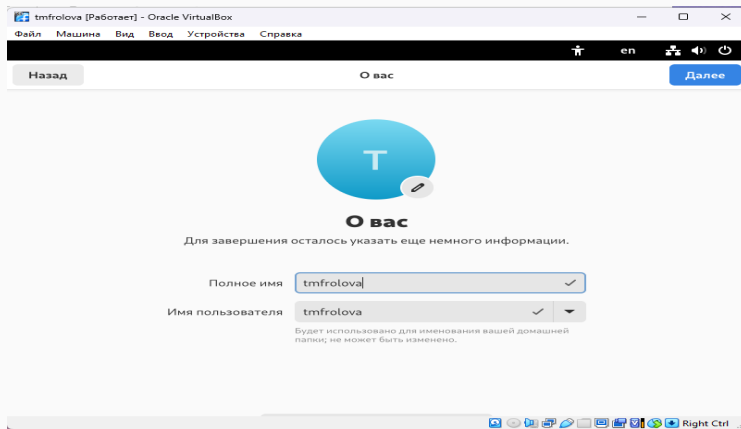 tmfrolova [Работает] - Oracle VirtualBox
Файл Машина Вид Ввод Устройства Справка
en
Назад О вас Далее
T
О вас
Для завершения осталось указать еще немного информации.
Полное имя tmfrolova
Имя пользователя tmfrolova
Будет использовано для именования вашей домашней
папки; не может быть изменено.
Right Ctrl